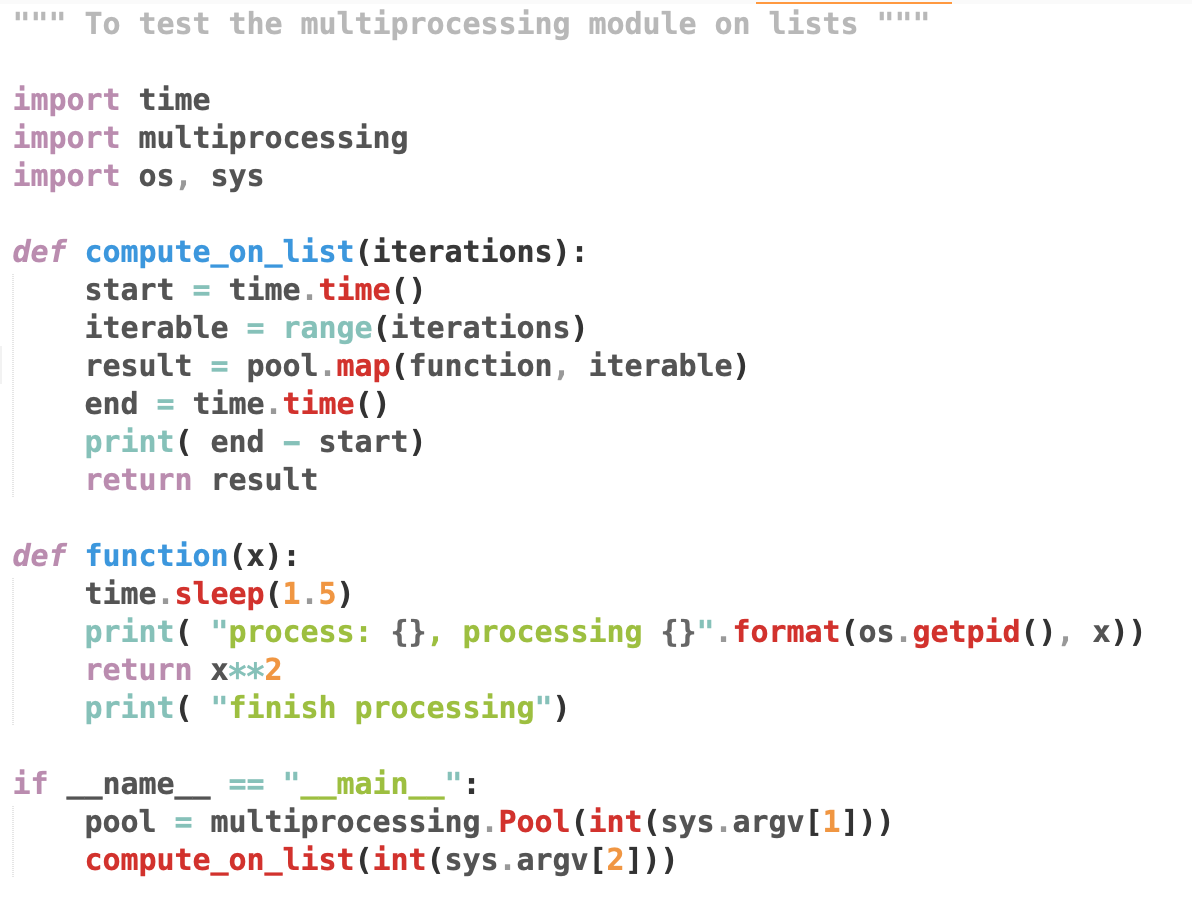 """ To test the multiprocessing module on lists """
import time
import multiprocessing
import os, sys
def compute_on_list(iterations):
    start = time.time()
    iterable = range(iterations)
    result = pool.map(function, iterable)
    end = time.time()
    print( end - start)
    return result
def function(x):
    time.sleep(1.5)
    print( "process: {}, processing {}".format(os.getpid(), x))
    return x**2
    print( "finish processing")
if __name__ == "__main__":
    pool = multiprocessing.Pool(int(sys.argv[1]))
    compute_on_list(int(sys.argv[2]))